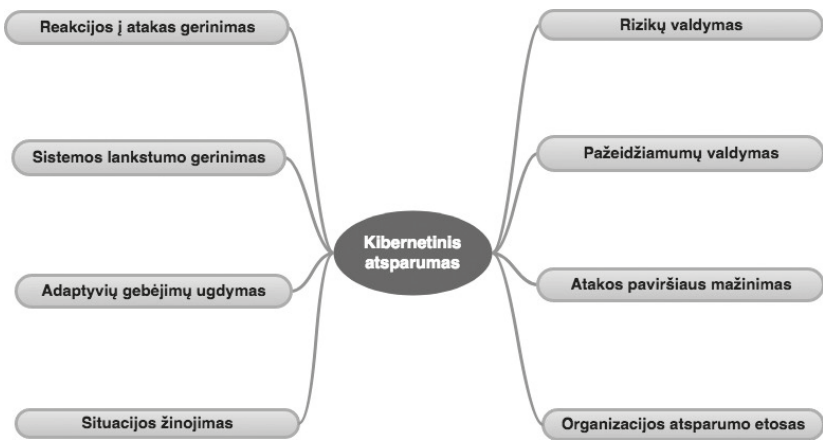 Reakcijos į atakas gerinimas
Sistemos lankstumo gerinimas
Adaptyvių gebėjimų ugdymas
Situacijos žinojimas
Kibernetinis
atsparumas
Rizikų valdymas
Pažeidžiamumų valdymas
Atakos paviršiaus mažinimas
Organizacijos atsparumo etosas